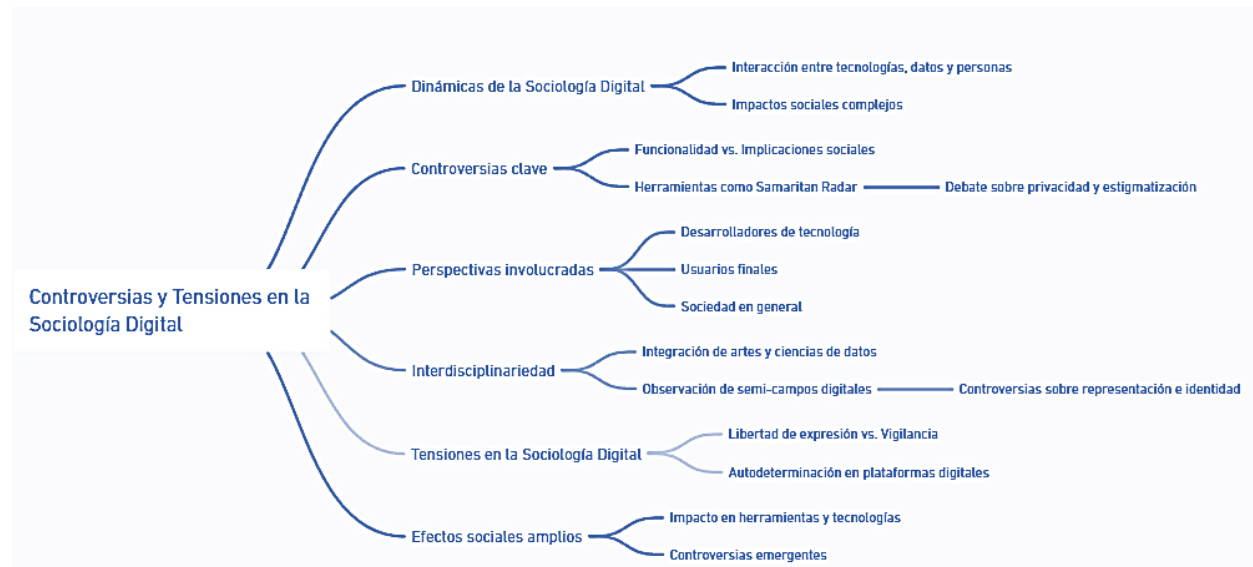 Controversias y Tensiones en la
Sociología Digital
Dinámicas de la Sociología Digital
Interacción entre tecnologías, datos y personas
Impactos sociales complejos
Controversias clave
Funcionalidad vs. Implicaciones sociales
Herramientas como Samaritan Radar
Debate sobre privacidad y estigmatización
Perspectivas involucradas
Desarrolladores de tecnología
Usuarios finales
Sociedad en general
Interdisciplinariedad
Integración de artes y ciencias de datos
Observación de semi-campos digitales
Controversias sobre representación e identidad
Tensiones en la Sociología Digital
Libertad de expresión vs. Vigilancia
Autodeterminación en plataformas digitales
Efectos sociales amplios
Impacto en herramientas y tecnologías
Controversias emergentes